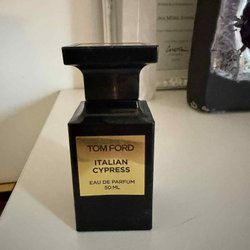 TOM FORD
ITALIAN
CYPRESS
EAU DE PARFUM
50 ML